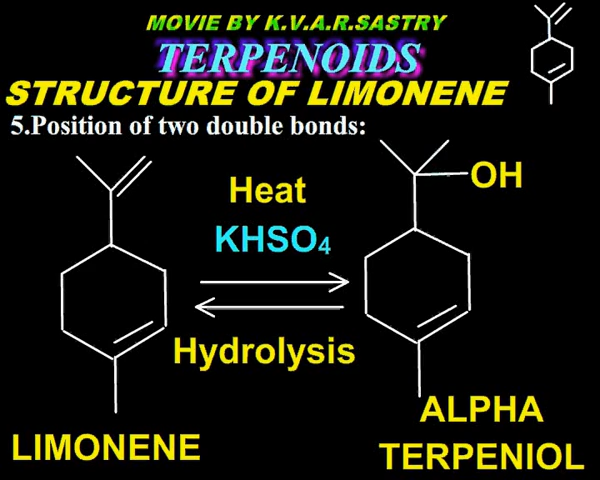 MOVIE BY K.V.A.R.SASTRY
TERPENOIDS
STRUCTURE OF LIMONENE
5.Position of two double bonds:
Heat
KHSO₄
OH
Hydrolysis
LIMONENE
ALPHA
TERPENIOL